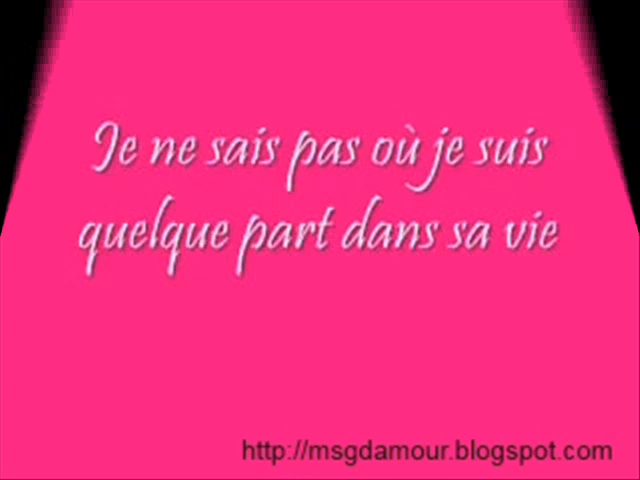 Je ne sais pas où je suis
quelque part dans sa vie
http://msgdamour.blogspot.com